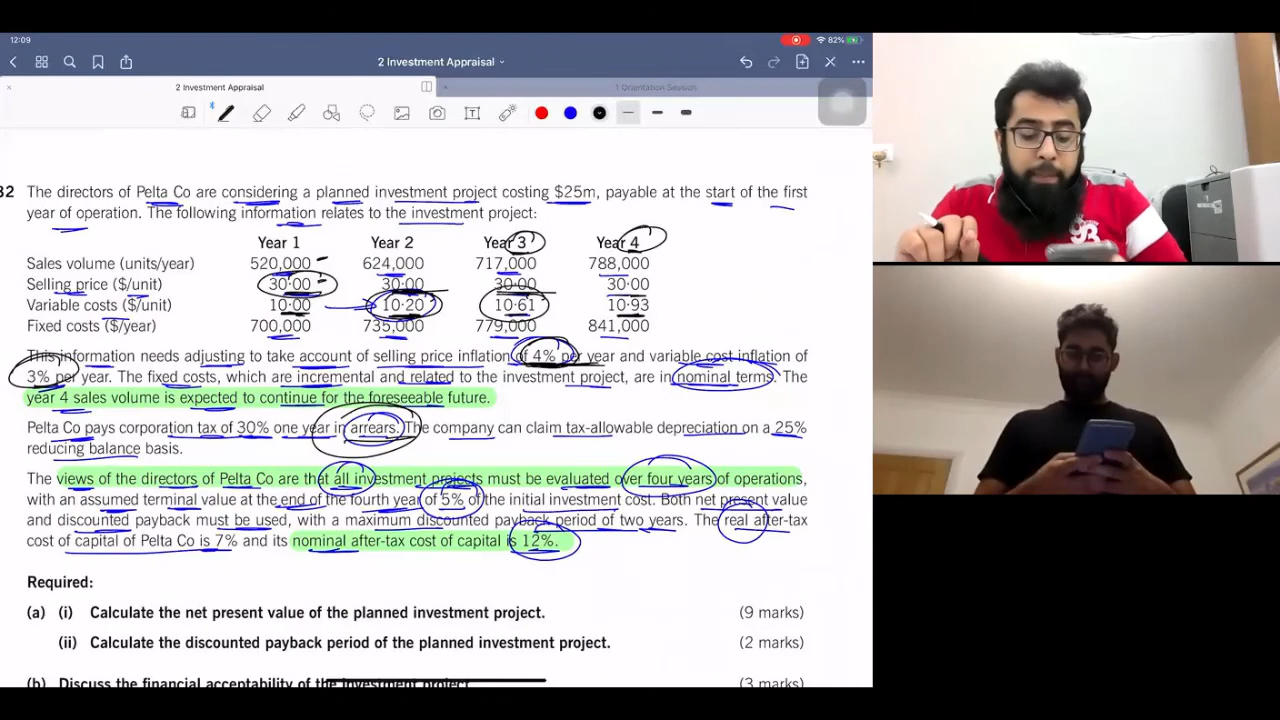 12:09
82%
2 Investment Appraisal
2 Investment Appraisal
1 Orientation Session
32 The directors of Pelta Co are considering a planned investment project costing $25m, payable at the start of the first
year of operation. The following information relates to the investment project:
Year 1 Year 2 Year 3 Year 4
Sales volume (units/year) 520,000 624,000 717,000 788,000
Selling price ($/unit) 30·00 30·00 30·00 30·00
Variable costs ($/unit) 10·00 10·20 10·61 10·93
Fixed costs ($/year) 700,000 735,000 779,000 841,000
This information needs adjusting to take account of selling price inflation of 4% per year and variable cost inflation of
3% per year. The fixed costs, which are incremental and related to the investment project, are in nominal terms. The
year 4 sales volume is expected to continue for the foreseeable future.
Pelta Co pays corporation tax of 30% one year in arrears. The company can claim tax-allowable depreciation on a 25%
reducing balance basis.
The views of the directors of Pelta Co are that all investment projects must be evaluated over four years of operations,
with an assumed terminal value at the end of the fourth year of 5% of the initial investment cost. Both net present value
and discounted payback must be used, with a maximum discounted payback period of two years. The real after-tax
cost of capital of Pelta Co is 7% and its nominal after-tax cost of capital is 12%.
Required:
(a) (i) Calculate the net present value of the planned investment project. (9 marks)
(ii) Calculate the discounted payback period of the planned investment project. (2 marks)
(b) Discuss the financial acceptability of the investment project. (3 marks)